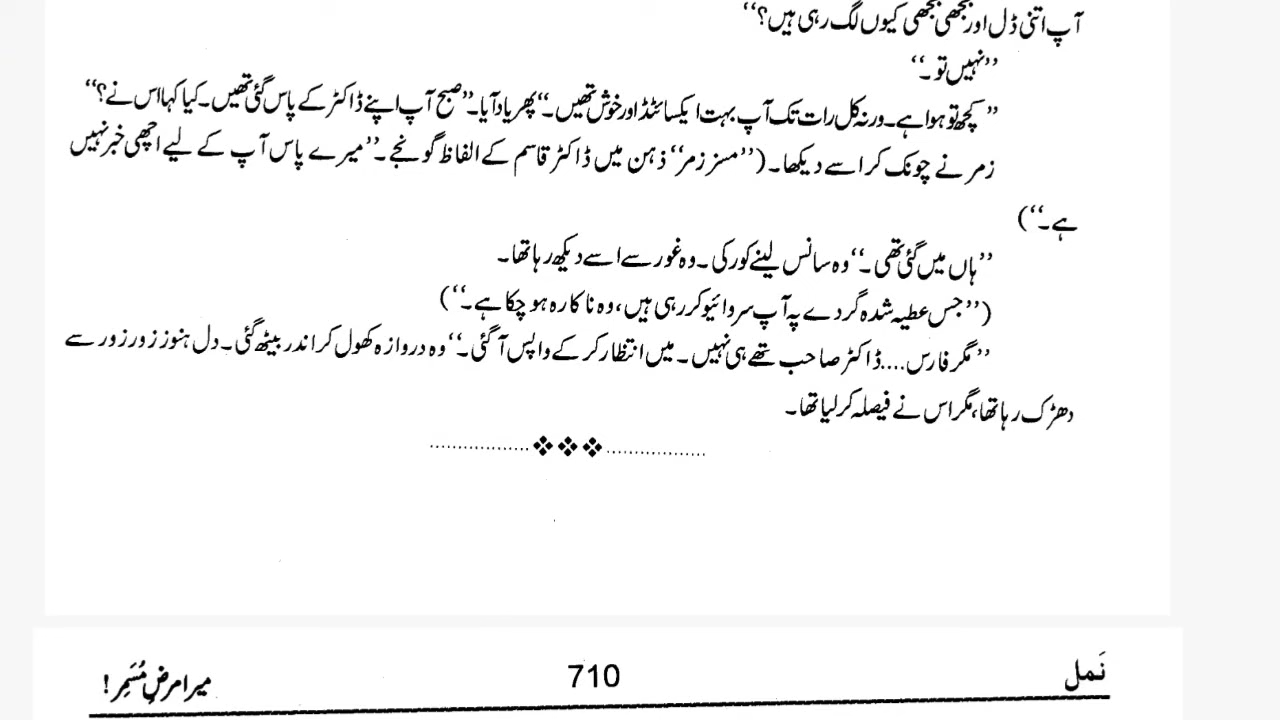 آپ اتنی ڈل اور بجھی بجھی کیوں لگ رہی ہیں؟‘‘
’’نہیں تو۔‘‘
’’کچھ تو ہوا ہے۔ ورنہ کل رات تک آپ بہت ایکسائٹڈ اور خوش تھیں۔‘‘ پھر یاد آیا۔ ’’صبح آپ اپنے ڈاکٹر کے پاس گئی تھیں۔ کیا کہا اس نے؟‘‘
زمر نے چونک کر اسے دیکھا۔ (’’مسز زمر‘‘ ذہن میں ڈاکٹر قاسم کے الفاظ گونجے۔ ’’میرے پاس آپ کے لیے اچھی خبر نہیں
ہے۔‘‘)
’’ہاں میں گئی تھی۔‘‘ وہ سانس لینے کو رکی۔ وہ غور سے اسے دیکھ رہا تھا۔
(’’جس عطیہ شدہ گردے پہ آپ سروائیو کر رہی ہیں، وہ ناکارہ ہو چکا ہے۔‘‘)
’’مگر فارس.... ڈاکٹر صاحب تھے ہی نہیں۔ میں انتظار کر کے واپس آ گئی۔‘‘ وہ دروازہ کھول کر اندر بیٹھ گئی۔ دل ہنوز زور زور سے
دھڑک رہا تھا، مگر اس نے فیصلہ کر لیا تھا۔
..................❖❖❖..................
نَمل 710 میرا مرضِ مُسَمِر!